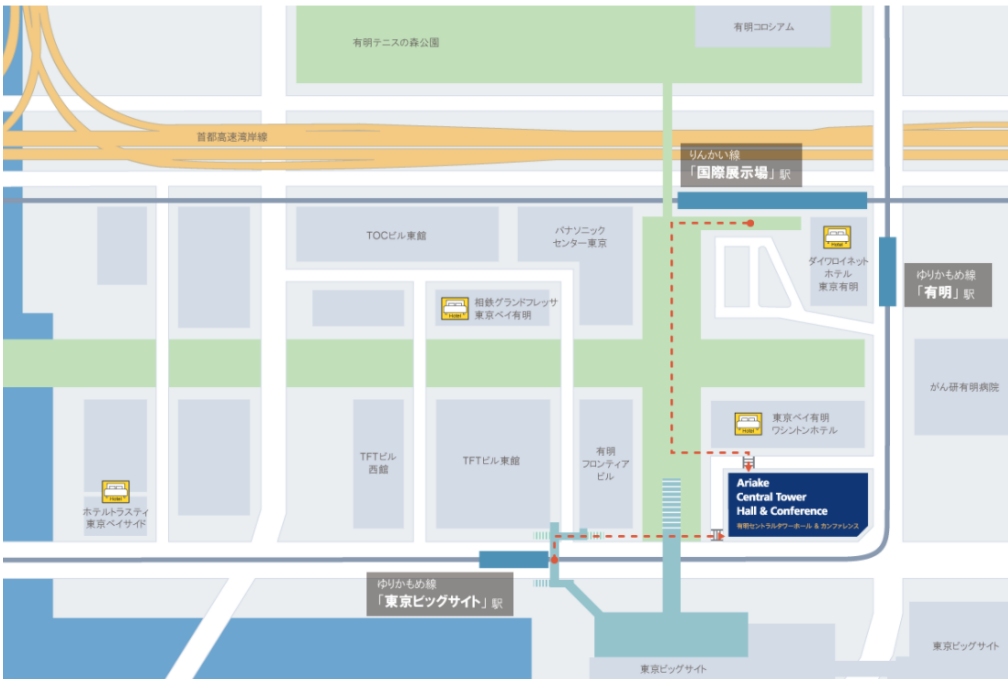 有明コロシアム
有明テニスの森公園
首都高速湾岸線
りんかい線
「国際展示場」駅
TOCビル東館
パナソニック
センター東京
HOTEL
ダイワロイネット
ホテル
東京有明
ゆりかもめ線
「有明」駅
HOTEL
相鉄グランドフレッサ
東京ベイ有明
がん研有明病院
HOTEL
東京ベイ有明
ワシントンホテル
TFTビル
西館
TFTビル東館
有明
フロンティア
ビル
HOTEL
ホテルトラスティ
東京ベイサイド
Ariake
Central Tower
Hall & Conference
有明セントラルタワーホール & カンファレンス
ゆりかもめ線
「東京ビッグサイト」駅
東京ビッグサイト
東京ビッグサイト